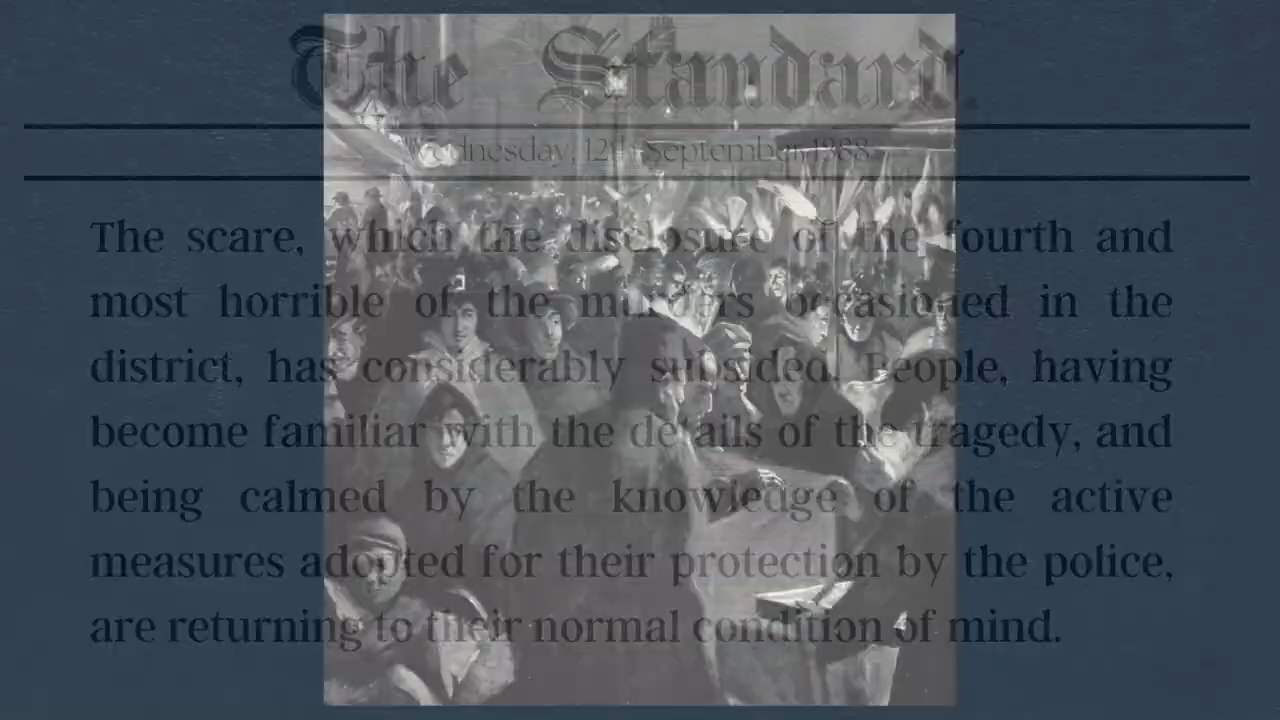 The Standard.
Wednesday, 12th September 1888
The scare, which the disclosure of the fourth and
most horrible of the murders occasioned in the
district, has considerably subsided. People, having
become familiar with the details of the tragedy, and
being calmed by the knowledge of the active
measures adopted for their protection by the police,
are returning to their normal condition of mind.